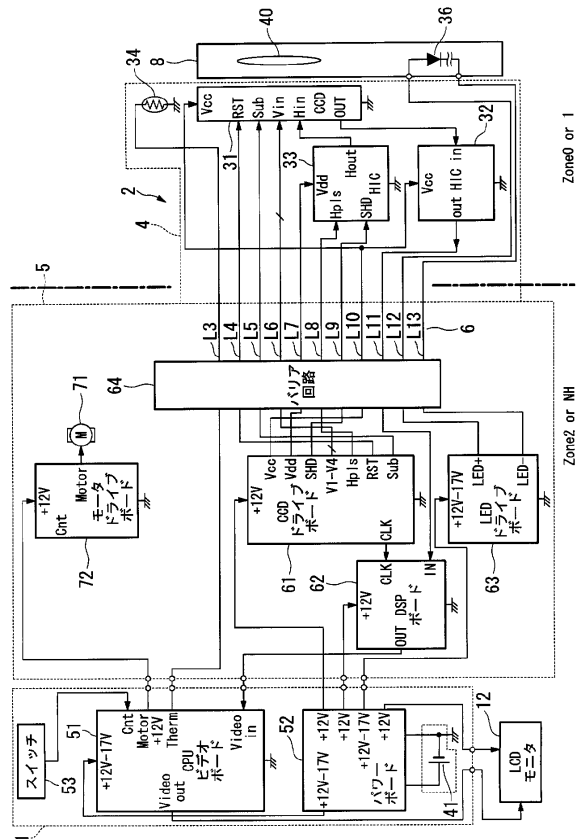 5
2
4
34
8
40
36
31
Vcc
RST
Sub
Vin
Hin
CCD
OUT
33
Vdd
Hout
Hpls
SHD
HIC
32
Vcc
in
out HIC
Zone0 or 1
64
バリア
回路
L3
L4
L5
L6
L7
L8
L9
L10
L11
L12
L13
6
71
M
72
+12V
Cnt
Motor
モータ
ドライブ
ボード
61
+12V
CCD
ドライブ
ボード
Vcc
Vdd
SHD
V1-V4
Hpls
RST
Sub
CLK
62
+12V
CLK
IN
OUT DSP
ボード
63
+12V-17V
LED
ドライブ
ボード
LED+
LED-
Zone2 or NH
スイッチ
53
51
+12V-17V
Cnt
Motor
+12V
Therm
CPU
ビデオ
ボード
Video
out
Video
in
52
+12V-17V
+12V
+12V
+12V
+12V-17V
+12V
パワー
ボード
41
12
LCD
モニタ